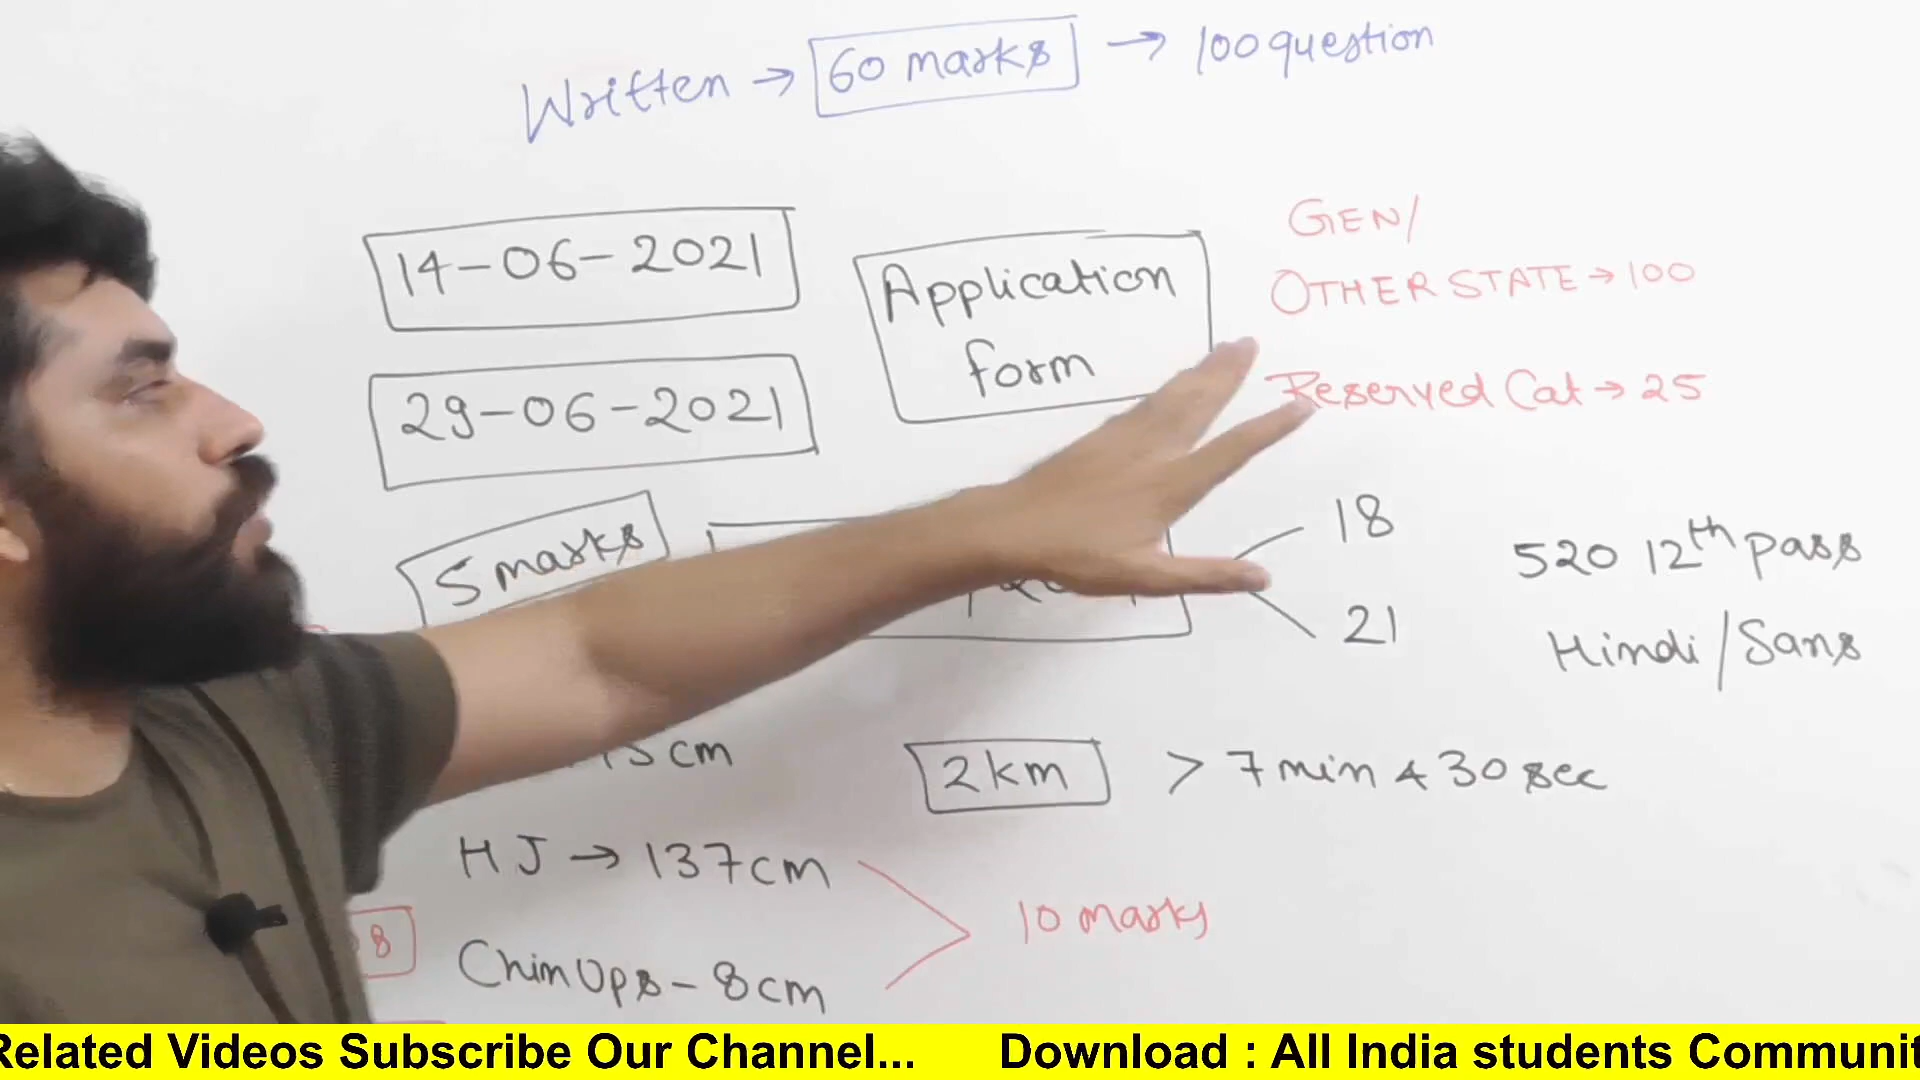 Written → 60 marks → 100 question
14-06-2021
29-06-2021
Application
form
GEN/
OTHER STATE → 100
Reserved Cat → 25
5 marks
18
21
520 12th pass
Hindi/Sans
cm
2km > 7 min & 30 sec
HJ → 137cm
Chin Ups - 8cm
10 marks
8
Related Videos Subscribe Our Channel... Download : All India students